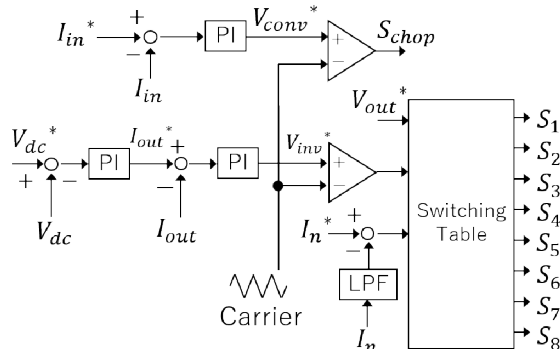 I_in* + − PI V_conv* + − S_chop
I_in
V_dc* + − PI I_out* + − PI V_inv* + −
V_dc
I_out
V_out*
I_n* + −
LPF
I_n
Carrier
Switching
Table
S_1
S_2
S_3
S_4
S_5
S_6
S_7
S_8